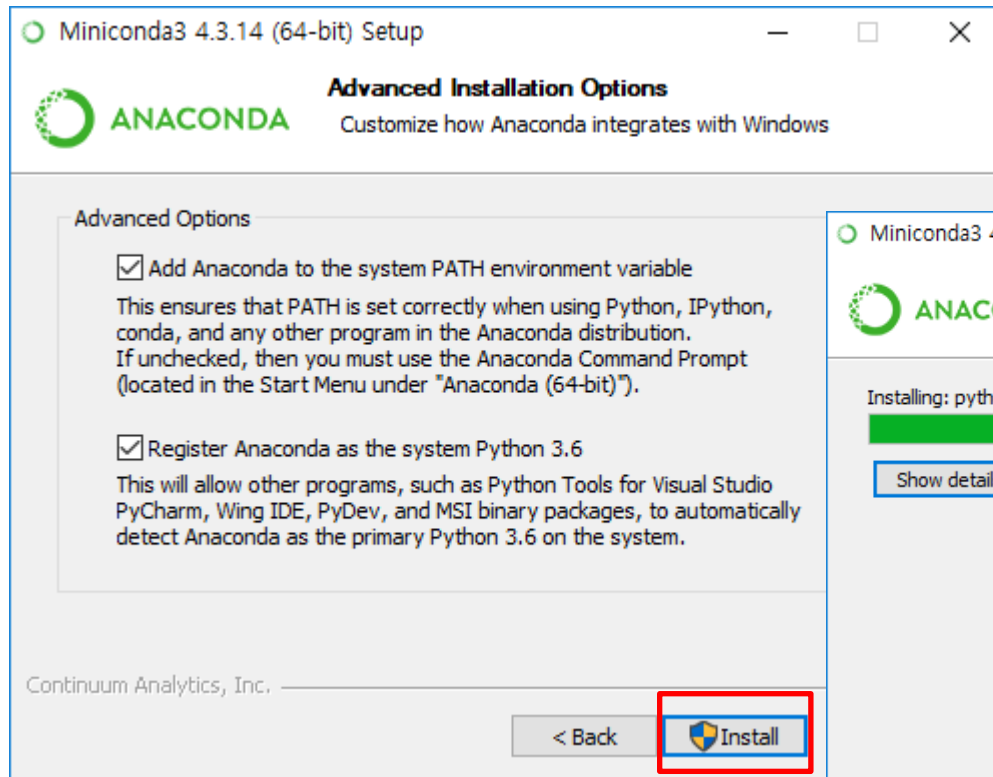 Miniconda3 4.3.14 (64-bit) Setup
ANACONDA
Advanced Installation Options
Customize how Anaconda integrates with Windows
Advanced Options
Add Anaconda to the system PATH environment variable
This ensures that PATH is set correctly when using Python, IPython,
conda, and any other program in the Anaconda distribution.
If unchecked, then you must use the Anaconda Command Prompt
(located in the Start Menu under "Anaconda (64-bit)").
Register Anaconda as the system Python 3.6
This will allow other programs, such as Python Tools for Visual Studio
PyCharm, Wing IDE, PyDev, and MSI binary packages, to automatically
detect Anaconda as the primary Python 3.6 on the system.
Continuum Analytics, Inc.
< Back
Install
Miniconda3 4
ANAC
Installing: pyth
Show detail